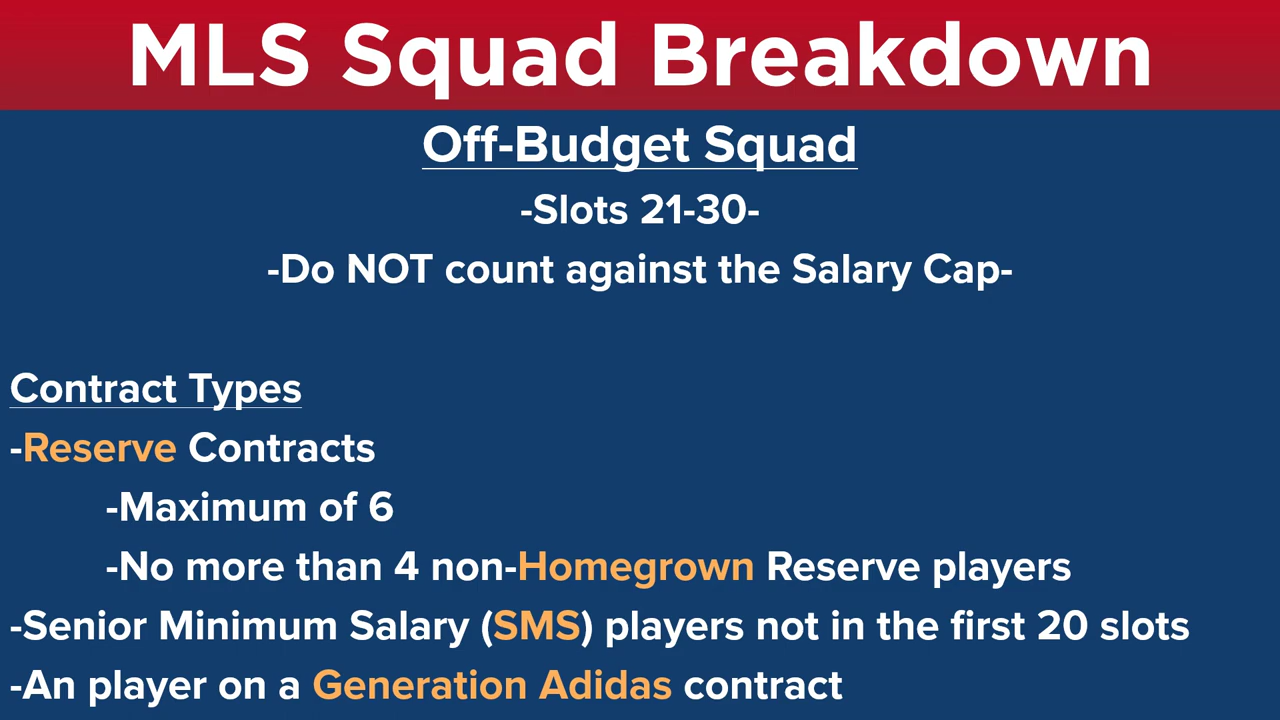 MLS Squad Breakdown
Off-Budget Squad
-Slots 21-30-
-Do NOT count against the Salary Cap-
Contract Types
-Reserve Contracts
-Maximum of 6
-No more than 4 non-Homegrown Reserve players
-Senior Minimum Salary (SMS) players not in the first 20 slots
-An player on a Generation Adidas contract